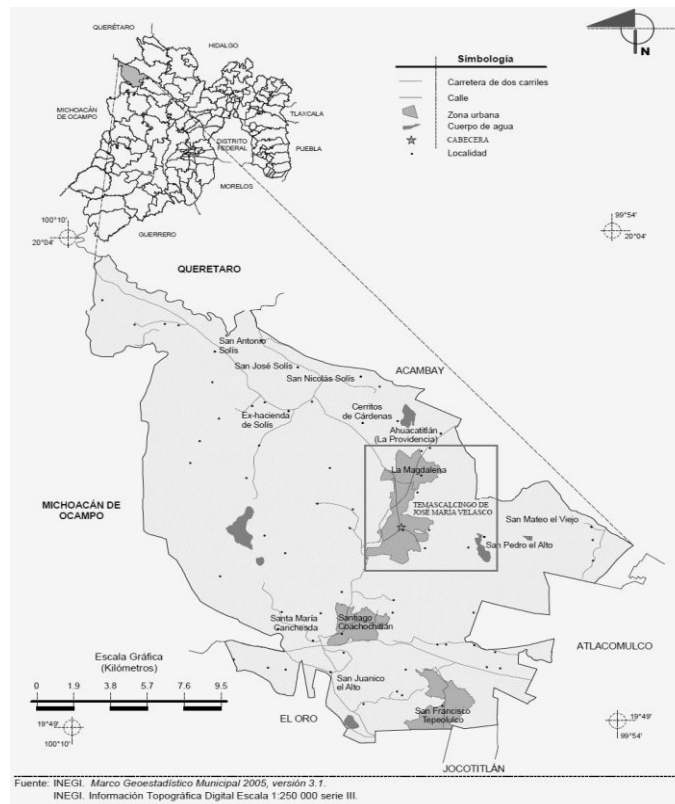 QUERÉTARO
HIDALGO
MICHOACÁN
DE OCAMPO
TLAXCALA
DISTRITO
FEDERAL
PUEBLA
MORELOS
GUERRERO
N
Simbología
Carretera de dos carriles
Calle
Zona urbana
Cuerpo de agua
CABECERA
Localidad
100°10'
20°04'
99°54'
20°04'
QUERETARO
San Antonio
Solís
San José Solís
San Nicolás Solís
ACAMBAY
Ex-hacienda
de Solís
Cerritos
de Cárdenas
Ahuacatitlán
(La Providencia)
La Magdalena
MICHOACÁN DE
OCAMPO
TEMASCALCINGO DE
JOSÉ MARÍA VELASCO
San Mateo el Viejo
San Pedro el Alto
Santa María
Canchesda
Santiago
Coachochitlán
ATLACOMULCO
Escala Gráfica
(Kilómetros)
0 1.9 3.8 5.7 7.6 9.5
San Juanico
el Alto
San Francisco
Tepeolulco
EL ORO
19°49'
100°10'
19°49'
99°54'
JOCOTITLÁN
Fuente: INEGI. Marco Geoestadístico Municipal 2005, versión 3.1.
INEGI. Información Topográfica Digital Escala 1:250 000 serie III.